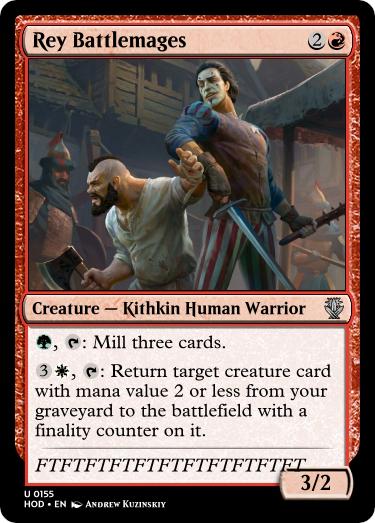 Rey Battlemages 2
Creature — Kithkin Human Warrior
, : Mill three cards.
3 , : Return target creature card
with mana value 2 or less from your
graveyard to the battlefield with a
finality counter on it.
FTFTFTFTFTFTFTFTFTFTFT
3/2
U 0155
HOD • EN Andrew Kuzinskiy